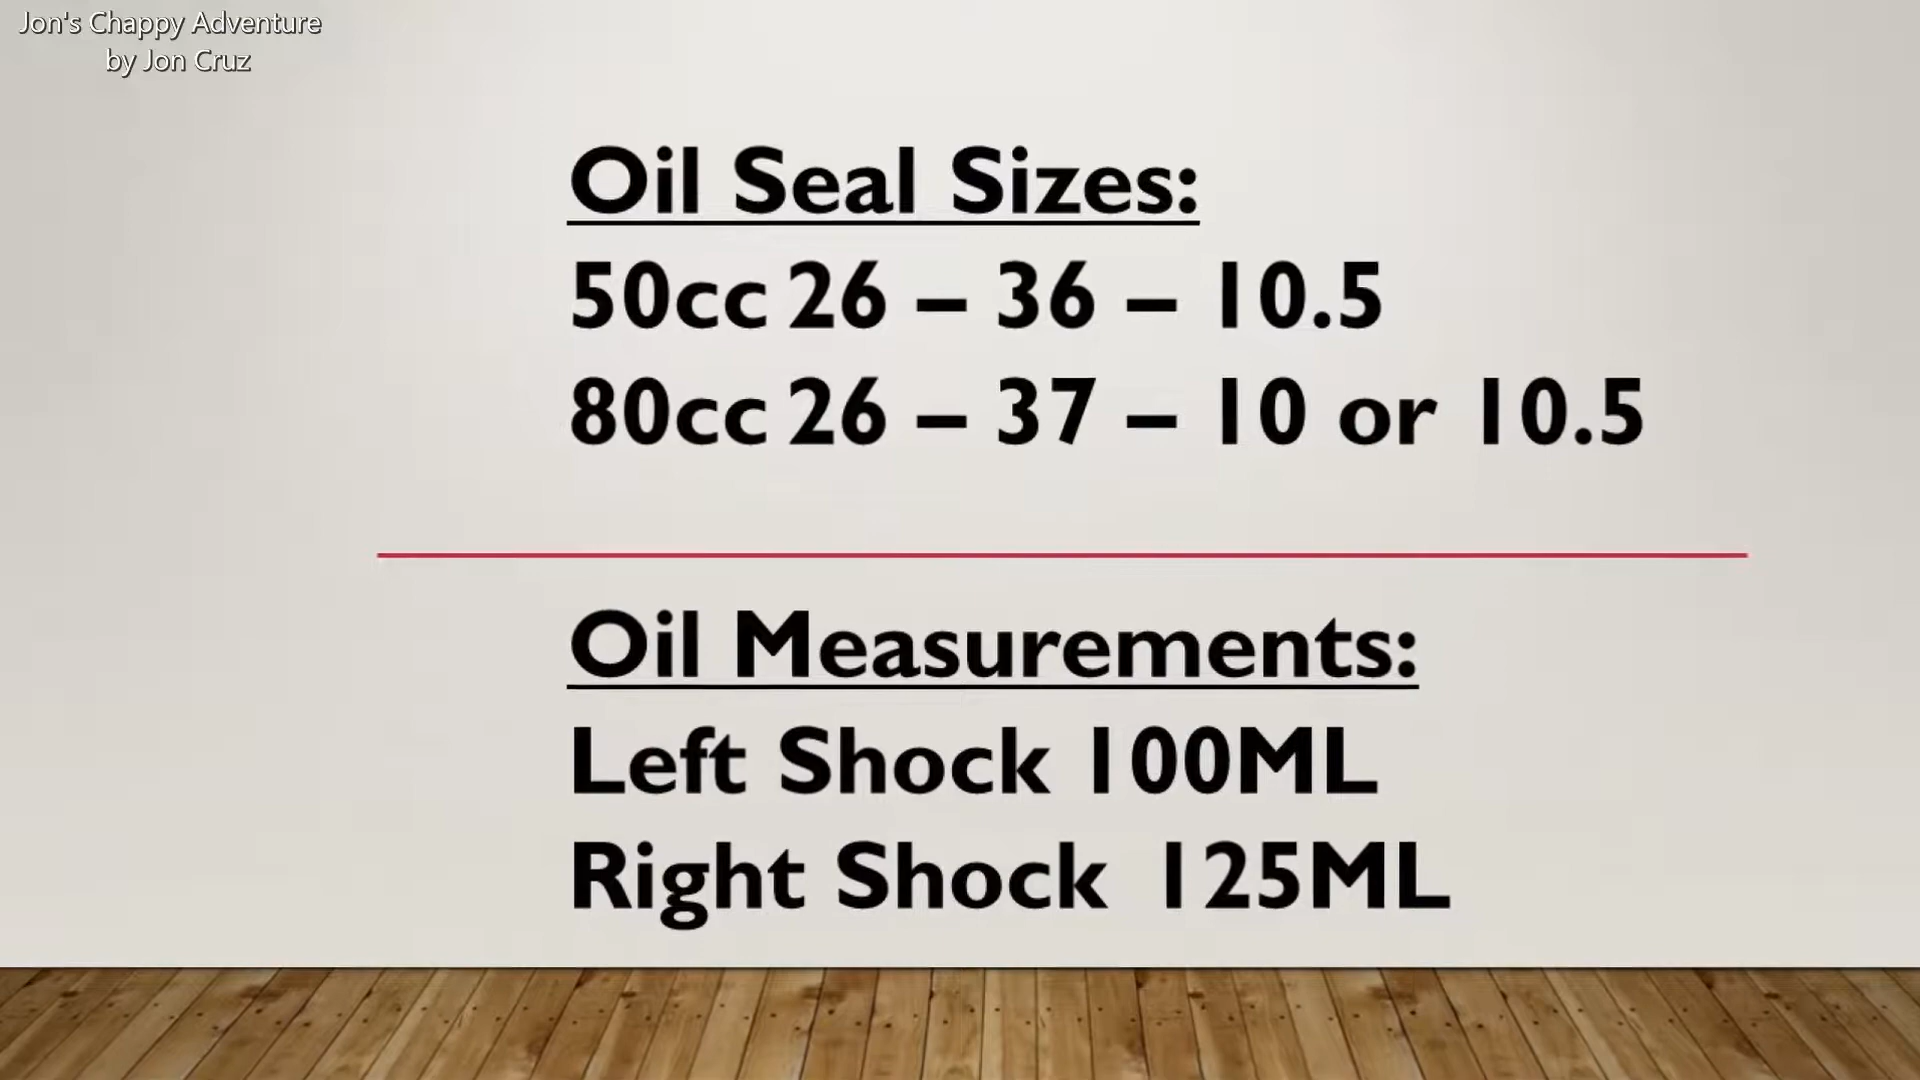 Jon's Chappy Adventure
by Jon Cruz
Oil Seal Sizes:
50cc 26 – 36 – 10.5
80cc 26 – 37 – 10 or 10.5
Oil Measurements:
Left Shock 100ML
Right Shock 125ML